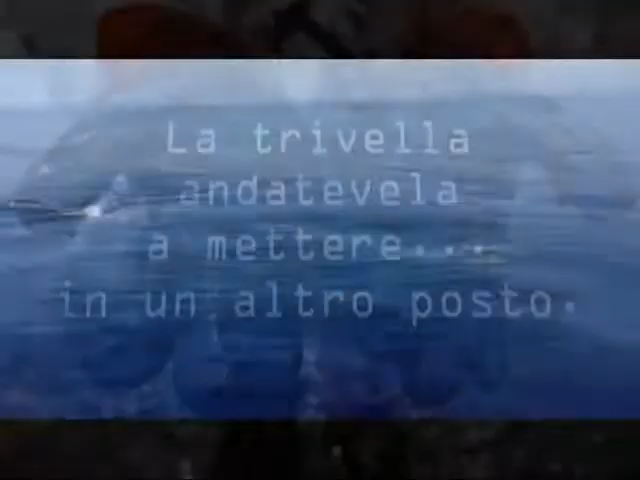 La trivella
andatevela
a mettere...
in un altro posto.